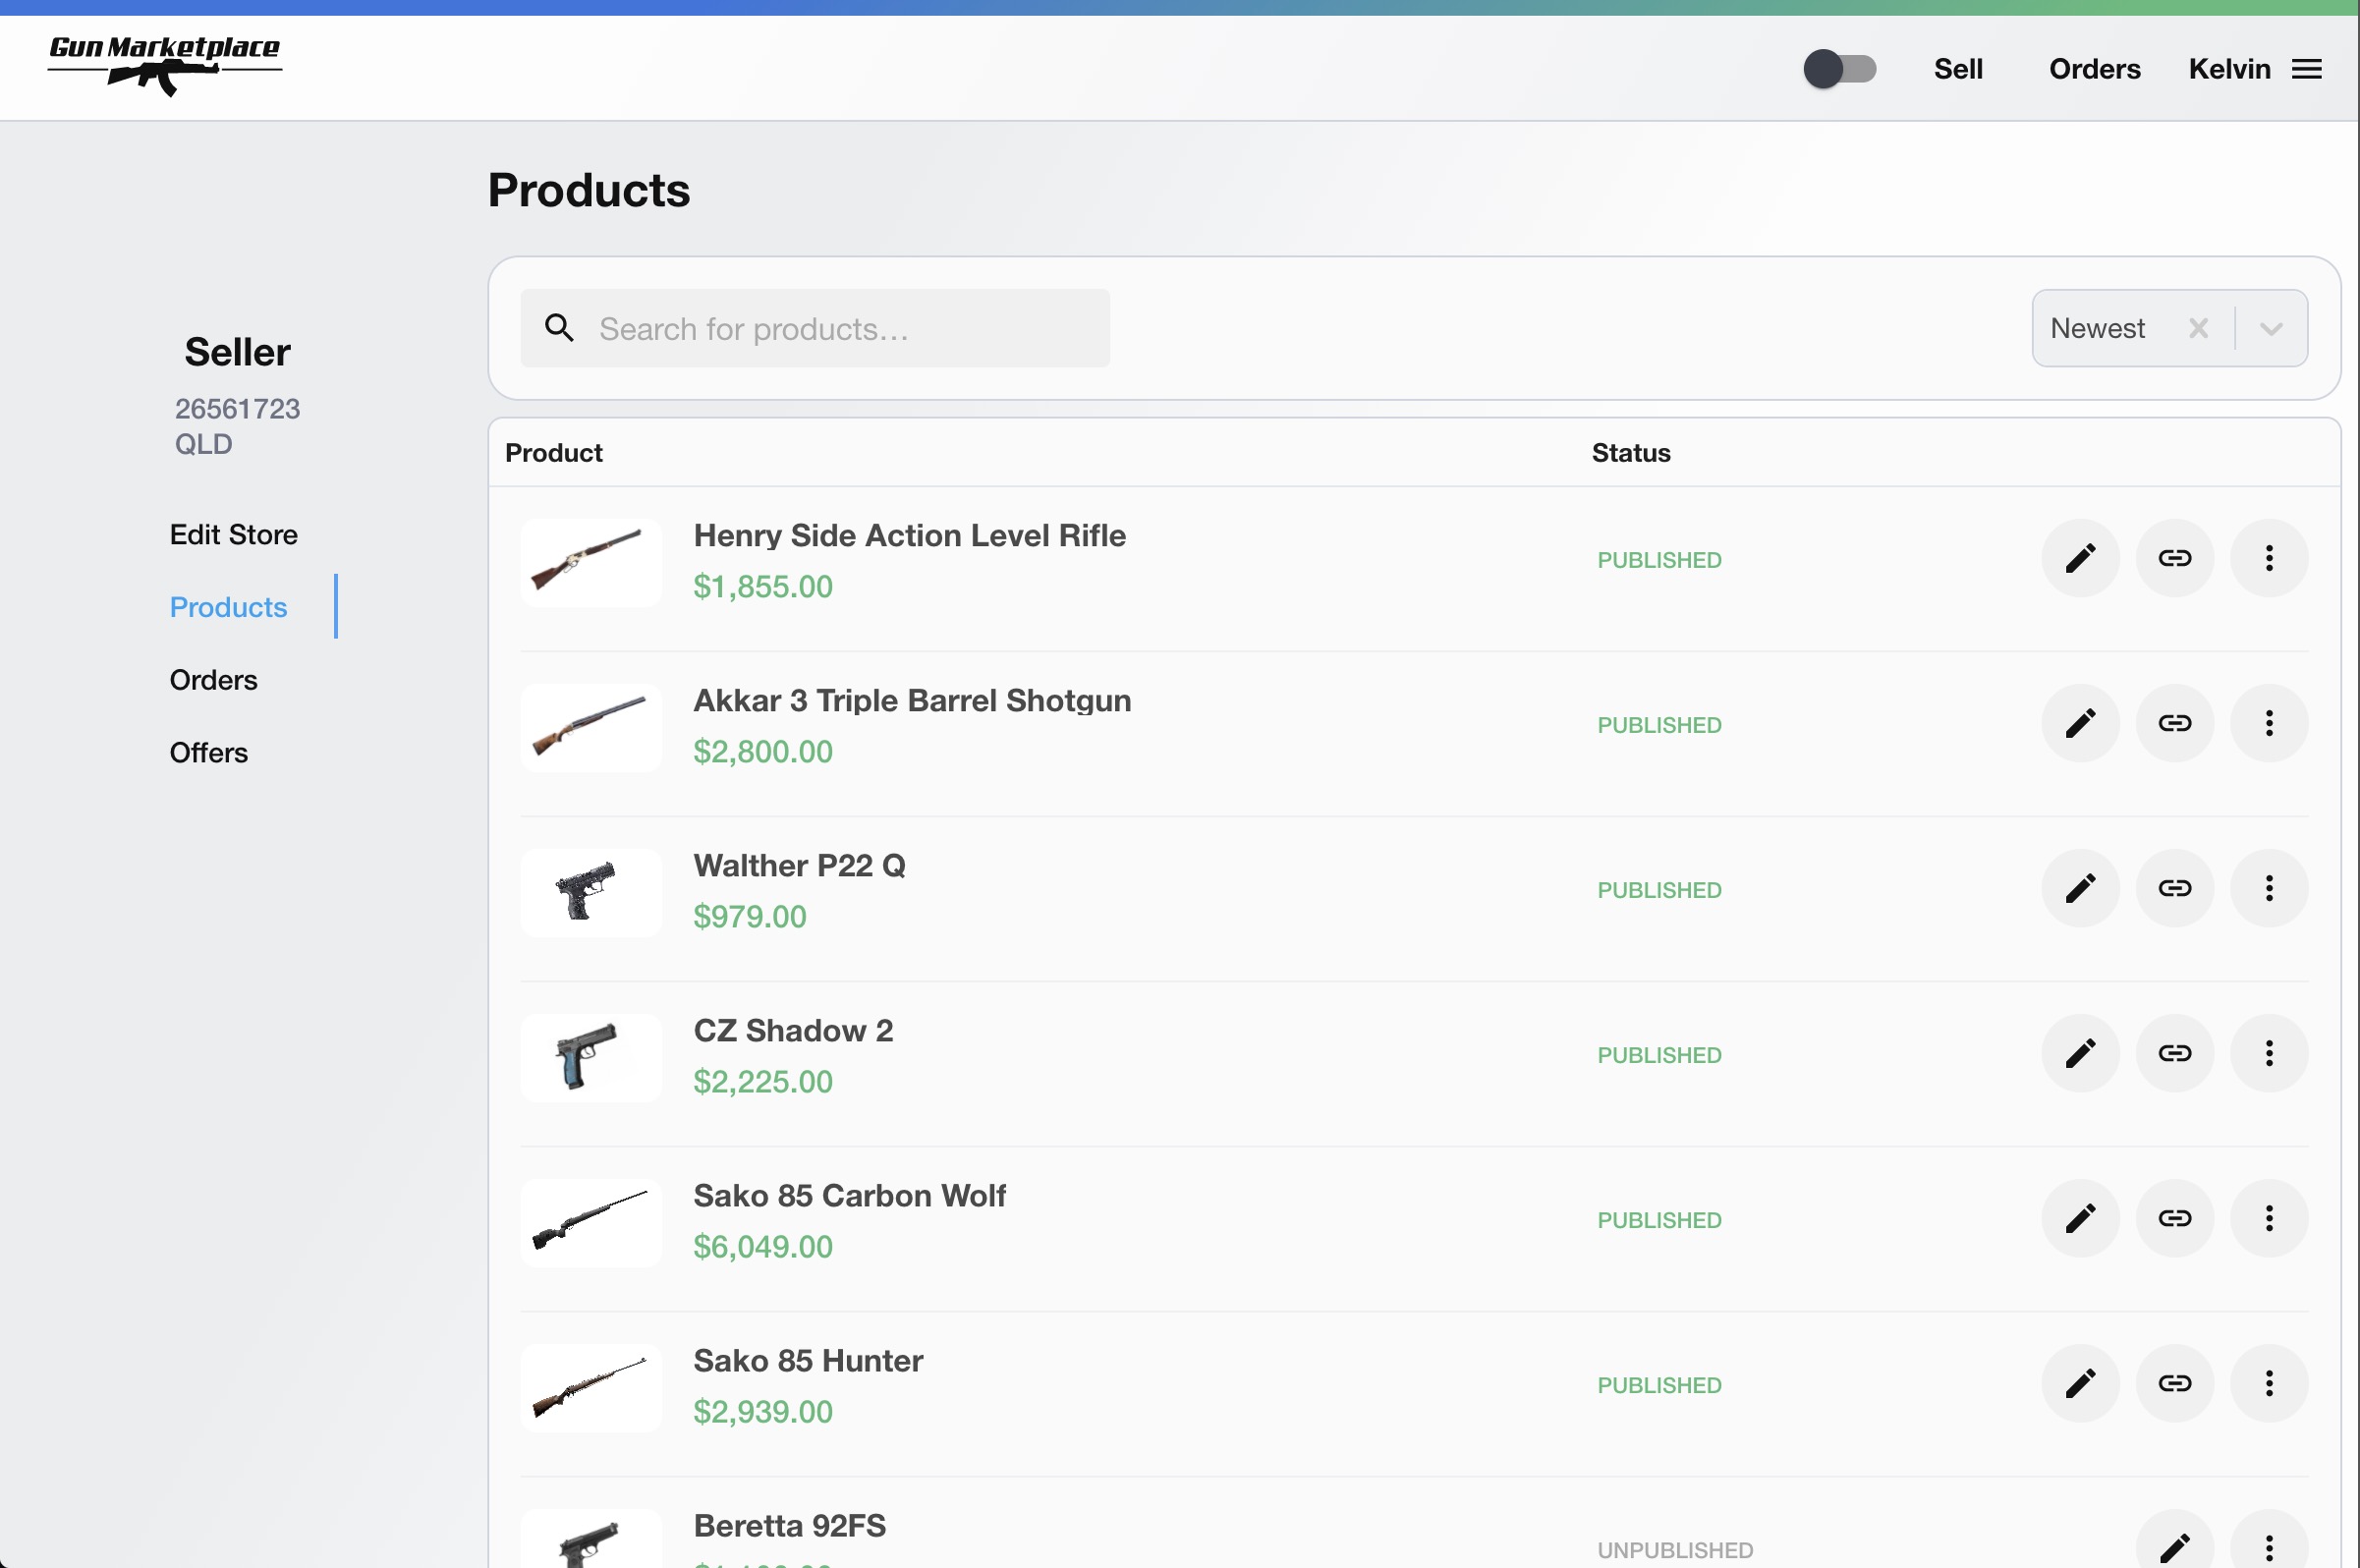 Gun Marketplace
Sell
Orders
Kelvin
Products
Search for products...
Newest
Seller
26561723
QLD
Edit Store
Products
Orders
Offers
Product
Status
Henry Side Action Level Rifle
$1,855.00
PUBLISHED
Akkar 3 Triple Barrel Shotgun
$2,800.00
PUBLISHED
Walther P22 Q
$979.00
PUBLISHED
CZ Shadow 2
$2,225.00
PUBLISHED
Sako 85 Carbon Wolf
$6,049.00
PUBLISHED
Sako 85 Hunter
$2,939.00
PUBLISHED
Beretta 92FS
UNPUBLISHED